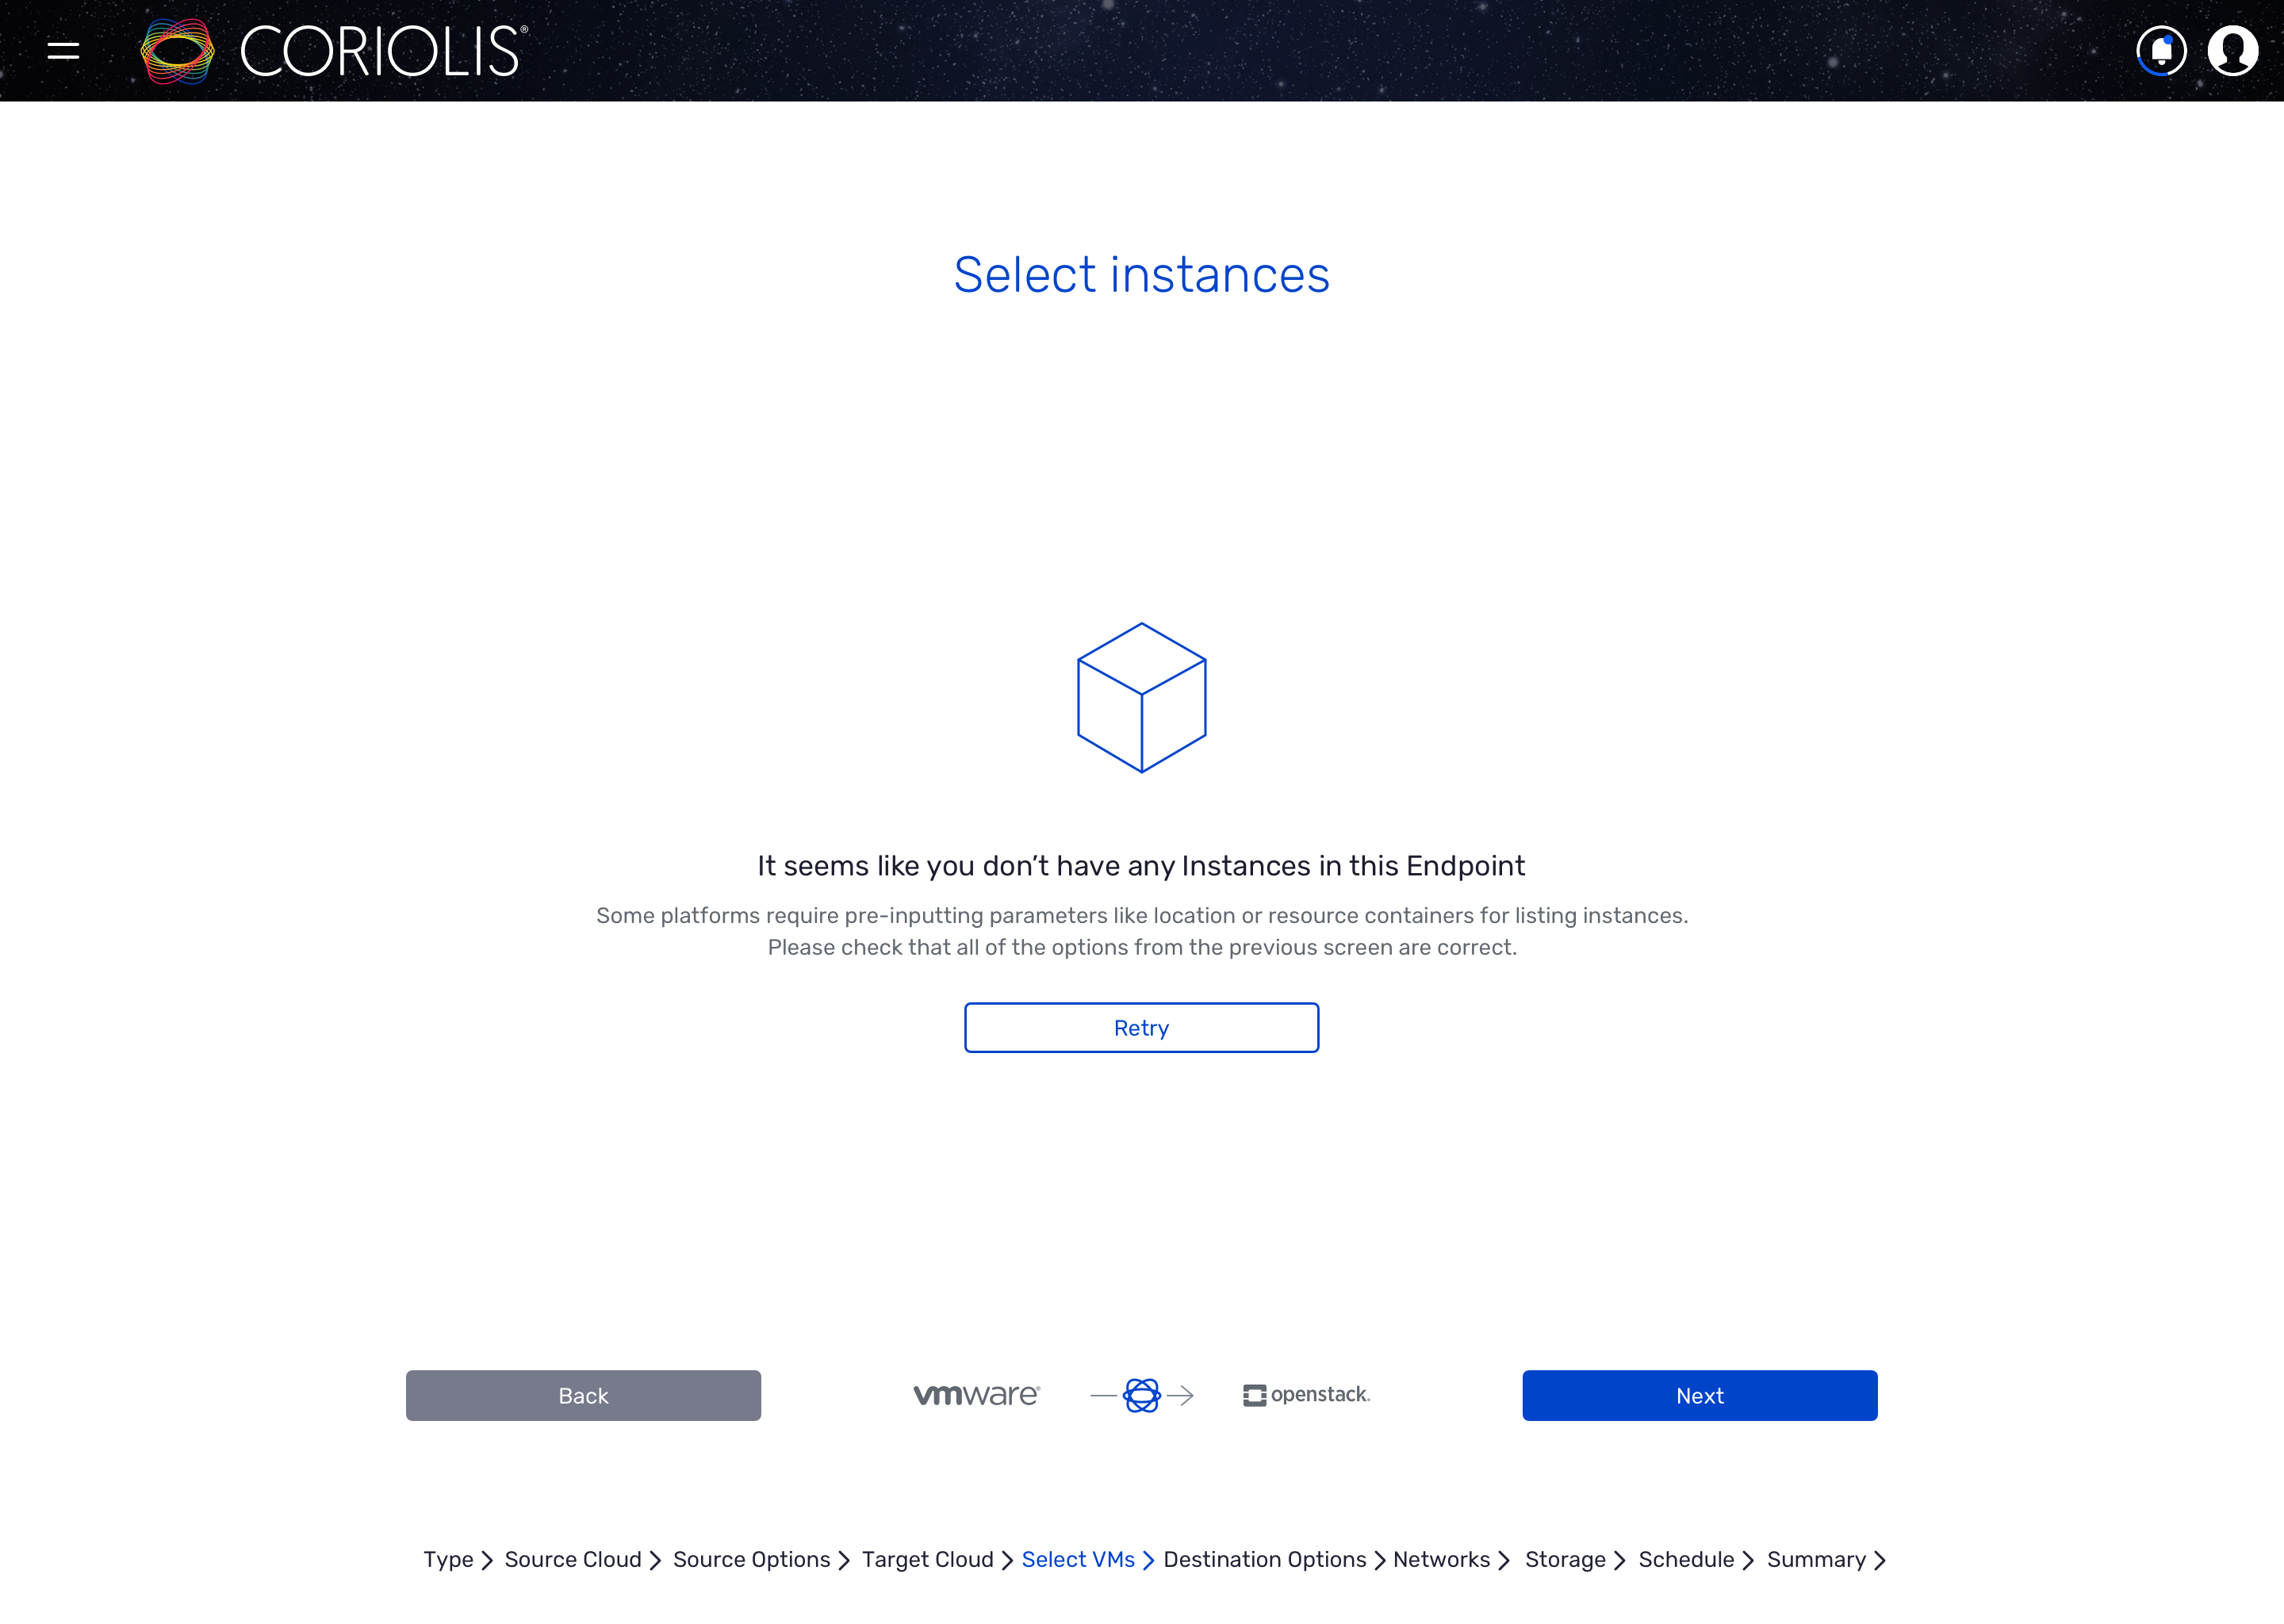 CORIOLIS®
Select instances
It seems like you don’t have any Instances in this Endpoint
Some platforms require pre-inputting parameters like location or resource containers for listing instances.
Please check that all of the options from the previous screen are correct.
Retry
Back
vmware®
openstack.
Next
Type
Source Cloud
Source Options
Target Cloud
Select VMs
Destination Options
Networks
Storage
Schedule
Summary